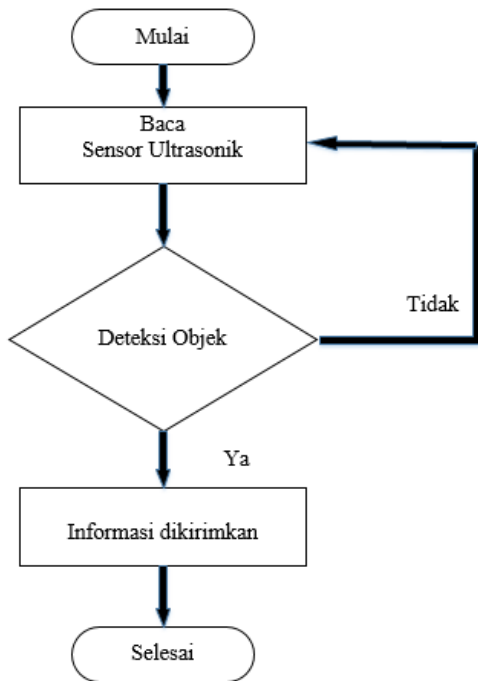 Mulai
Baca
Sensor Ultrasonik
Deteksi Objek
Tidak
Ya
Informasi dikirimkan
Selesai